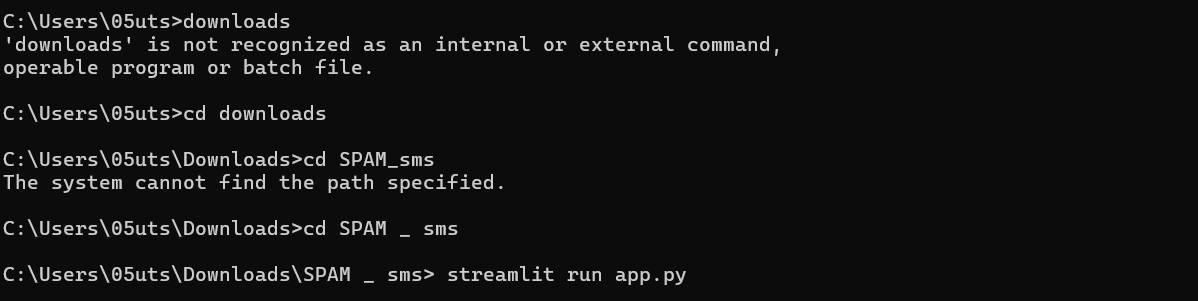 C:\Users\05uts>downloads
'downloads' is not recognized as an internal or external command,
operable program or batch file.
C:\Users\05uts>cd downloads
C:\Users\05uts\Downloads>cd SPAM_sms
The system cannot find the path specified.
C:\Users\05uts\Downloads>cd SPAM _ sms
C:\Users\05uts\Downloads\SPAM _ sms> streamlit run app.py